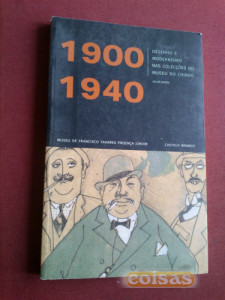 1900
1940
DESENHO E
MODERNISMO
NAS COLECÇÕES DO
MUSEU DO CHIADO
MUSEU DE FRANCISCO TAVARES PROENÇA JÚNIOR
CASTELO BRANCO
coisas